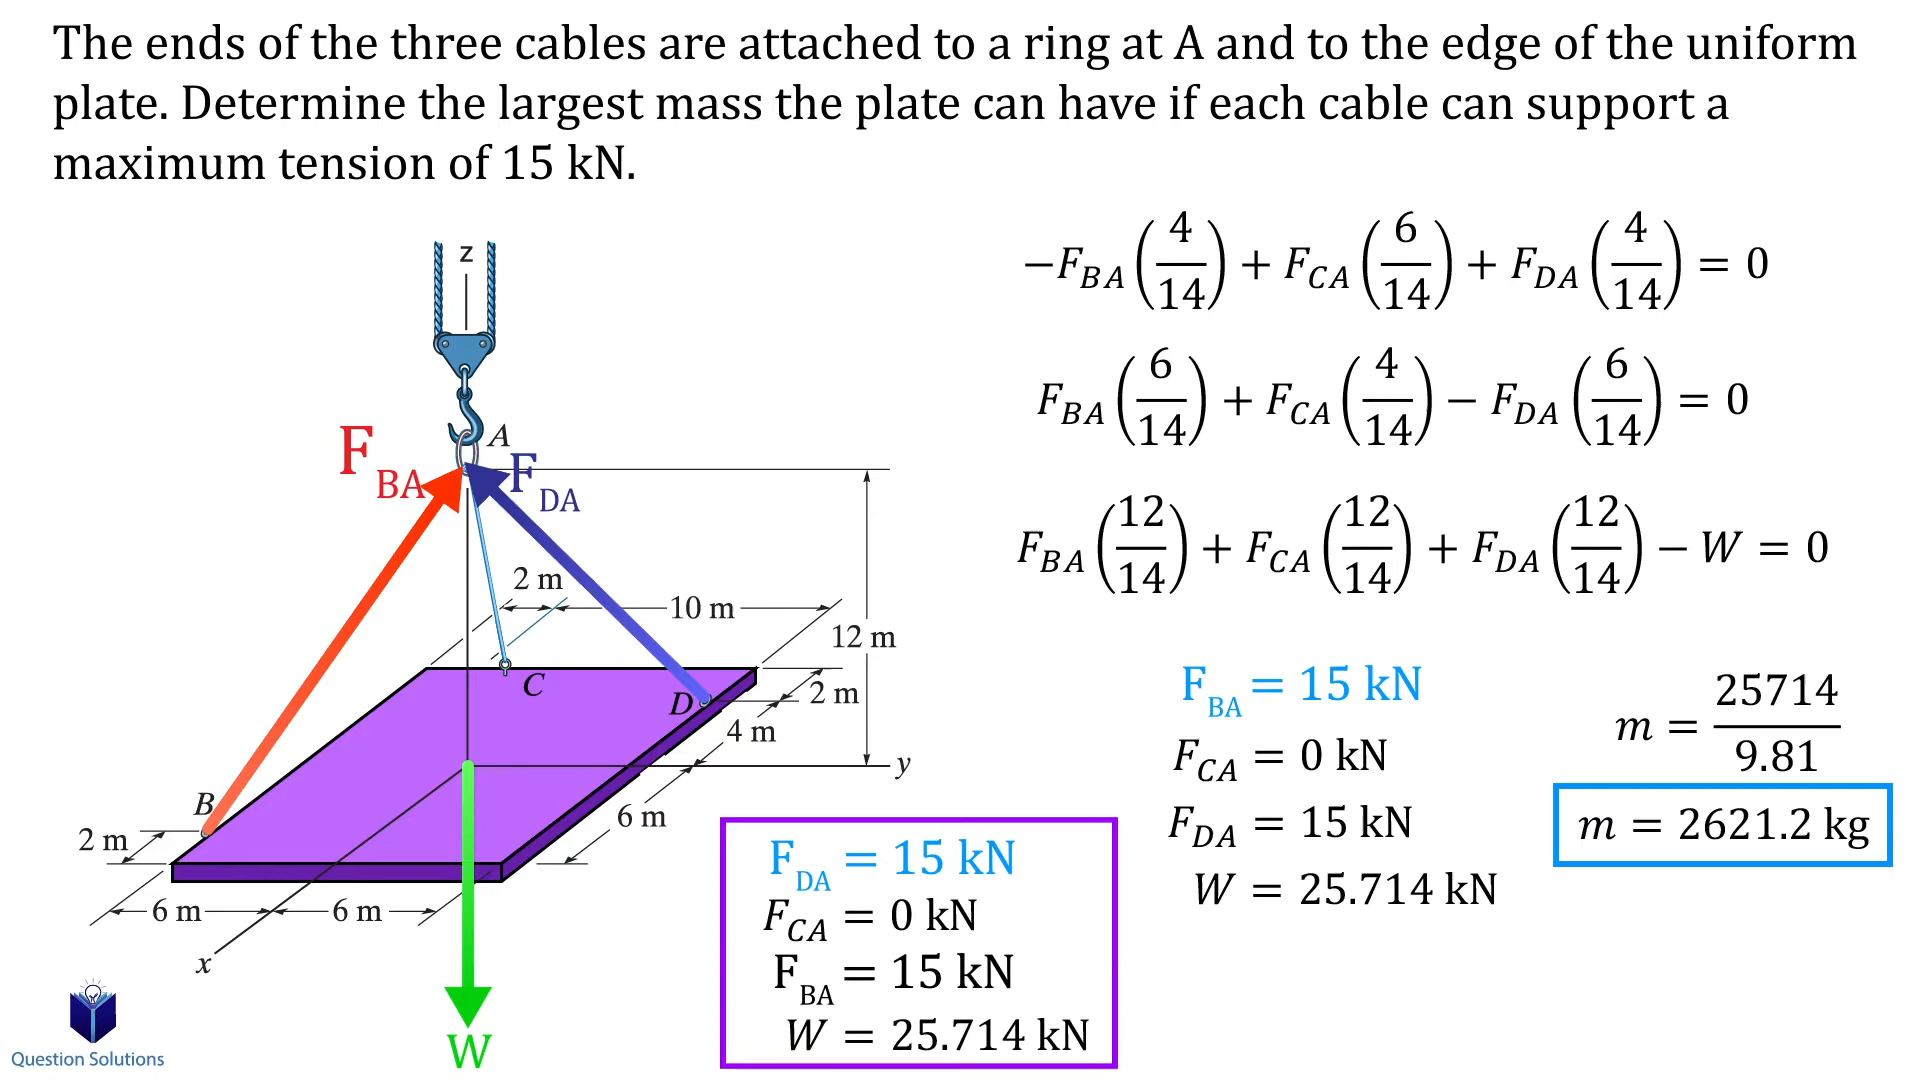 The ends of the three cables are attached to a ring at A and to the edge of the uniform
plate. Determine the largest mass the plate can have if each cable can support a
maximum tension of 15 kN.
z
A
F_BA
F_DA
2 m
10 m
12 m
C
D
2 m
4 m
y
B
2 m
6 m
6 m
6 m
x
W
Question Solutions
−F_BA(4/14) + F_CA(6/14) + F_DA(4/14) = 0
F_BA(6/14) + F_CA(4/14) − F_DA(6/14) = 0
F_BA(12/14) + F_CA(12/14) + F_DA(12/14) − W = 0
F_BA = 15 kN
F_CA = 0 kN
F_DA = 15 kN
W = 25.714 kN
m = 25714/9.81
m = 2621.2 kg
F_DA = 15 kN
F_CA = 0 kN
F_BA = 15 kN
W = 25.714 kN